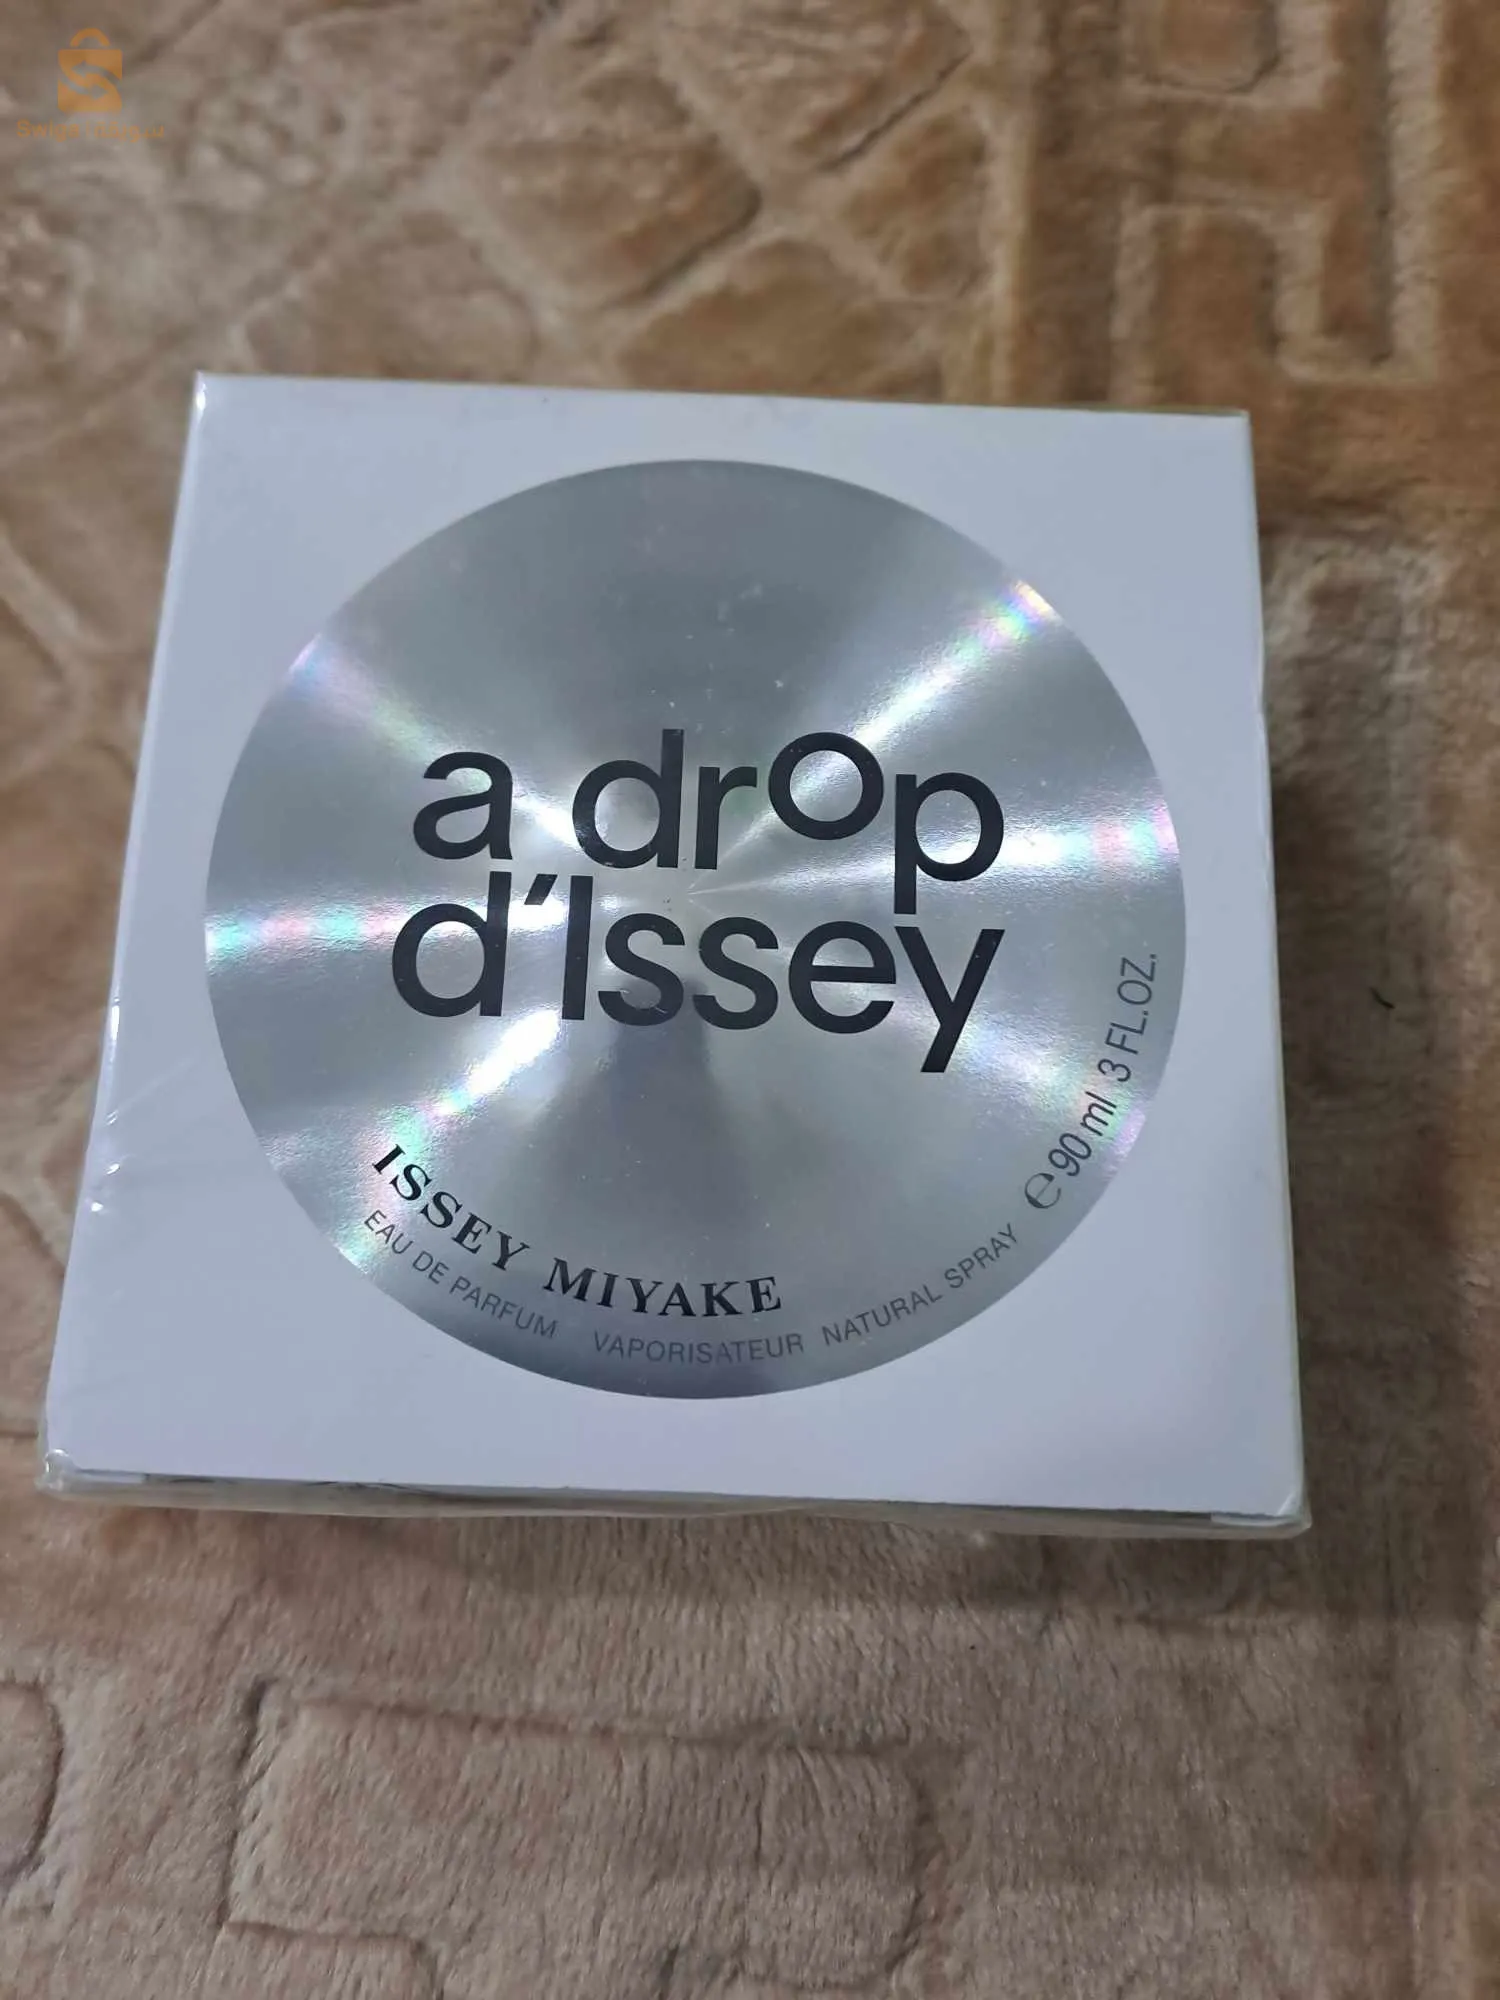 a drop
d'Issey
ISSEY MIYAKE
EAU DE PARFUM VAPORISATEUR NATURAL SPRAY ℮ 90 ml 3 FL.OZ.